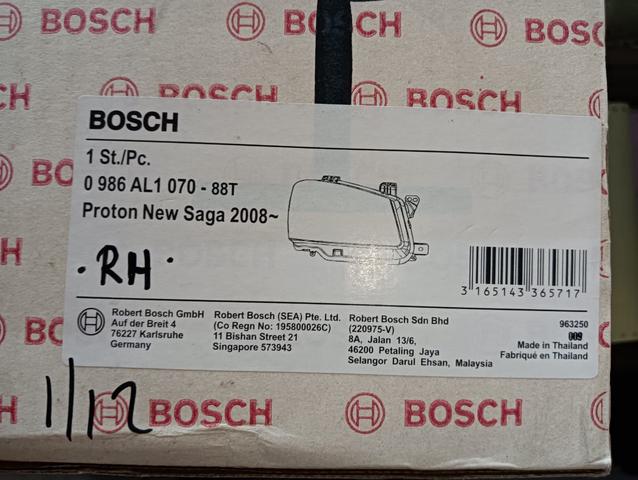 BOSCH BOSCH BOSCH
BOSCH
BOSCH
1 St./Pc.
0 986 AL1 070 - 88T
Proton New Saga 2008~
. RH .
3 165143 365717
Robert Bosch GmbH
Auf der Breit 4
76227 Karlsruhe
Germany
Robert Bosch (SEA) Pte. Ltd.
(Co Regn No: 195800026C)
11 Bishan Street 21
Singapore 573943
Robert Bosch Sdn Bhd
(220975-V)
8A, Jalan 13/6,
46200 Petaling Jaya
Selangor Darul Ehsan, Malaysia
963250
Made in Thailand
Fabriqué en Thailand
1/12
BOSCH BOSCH